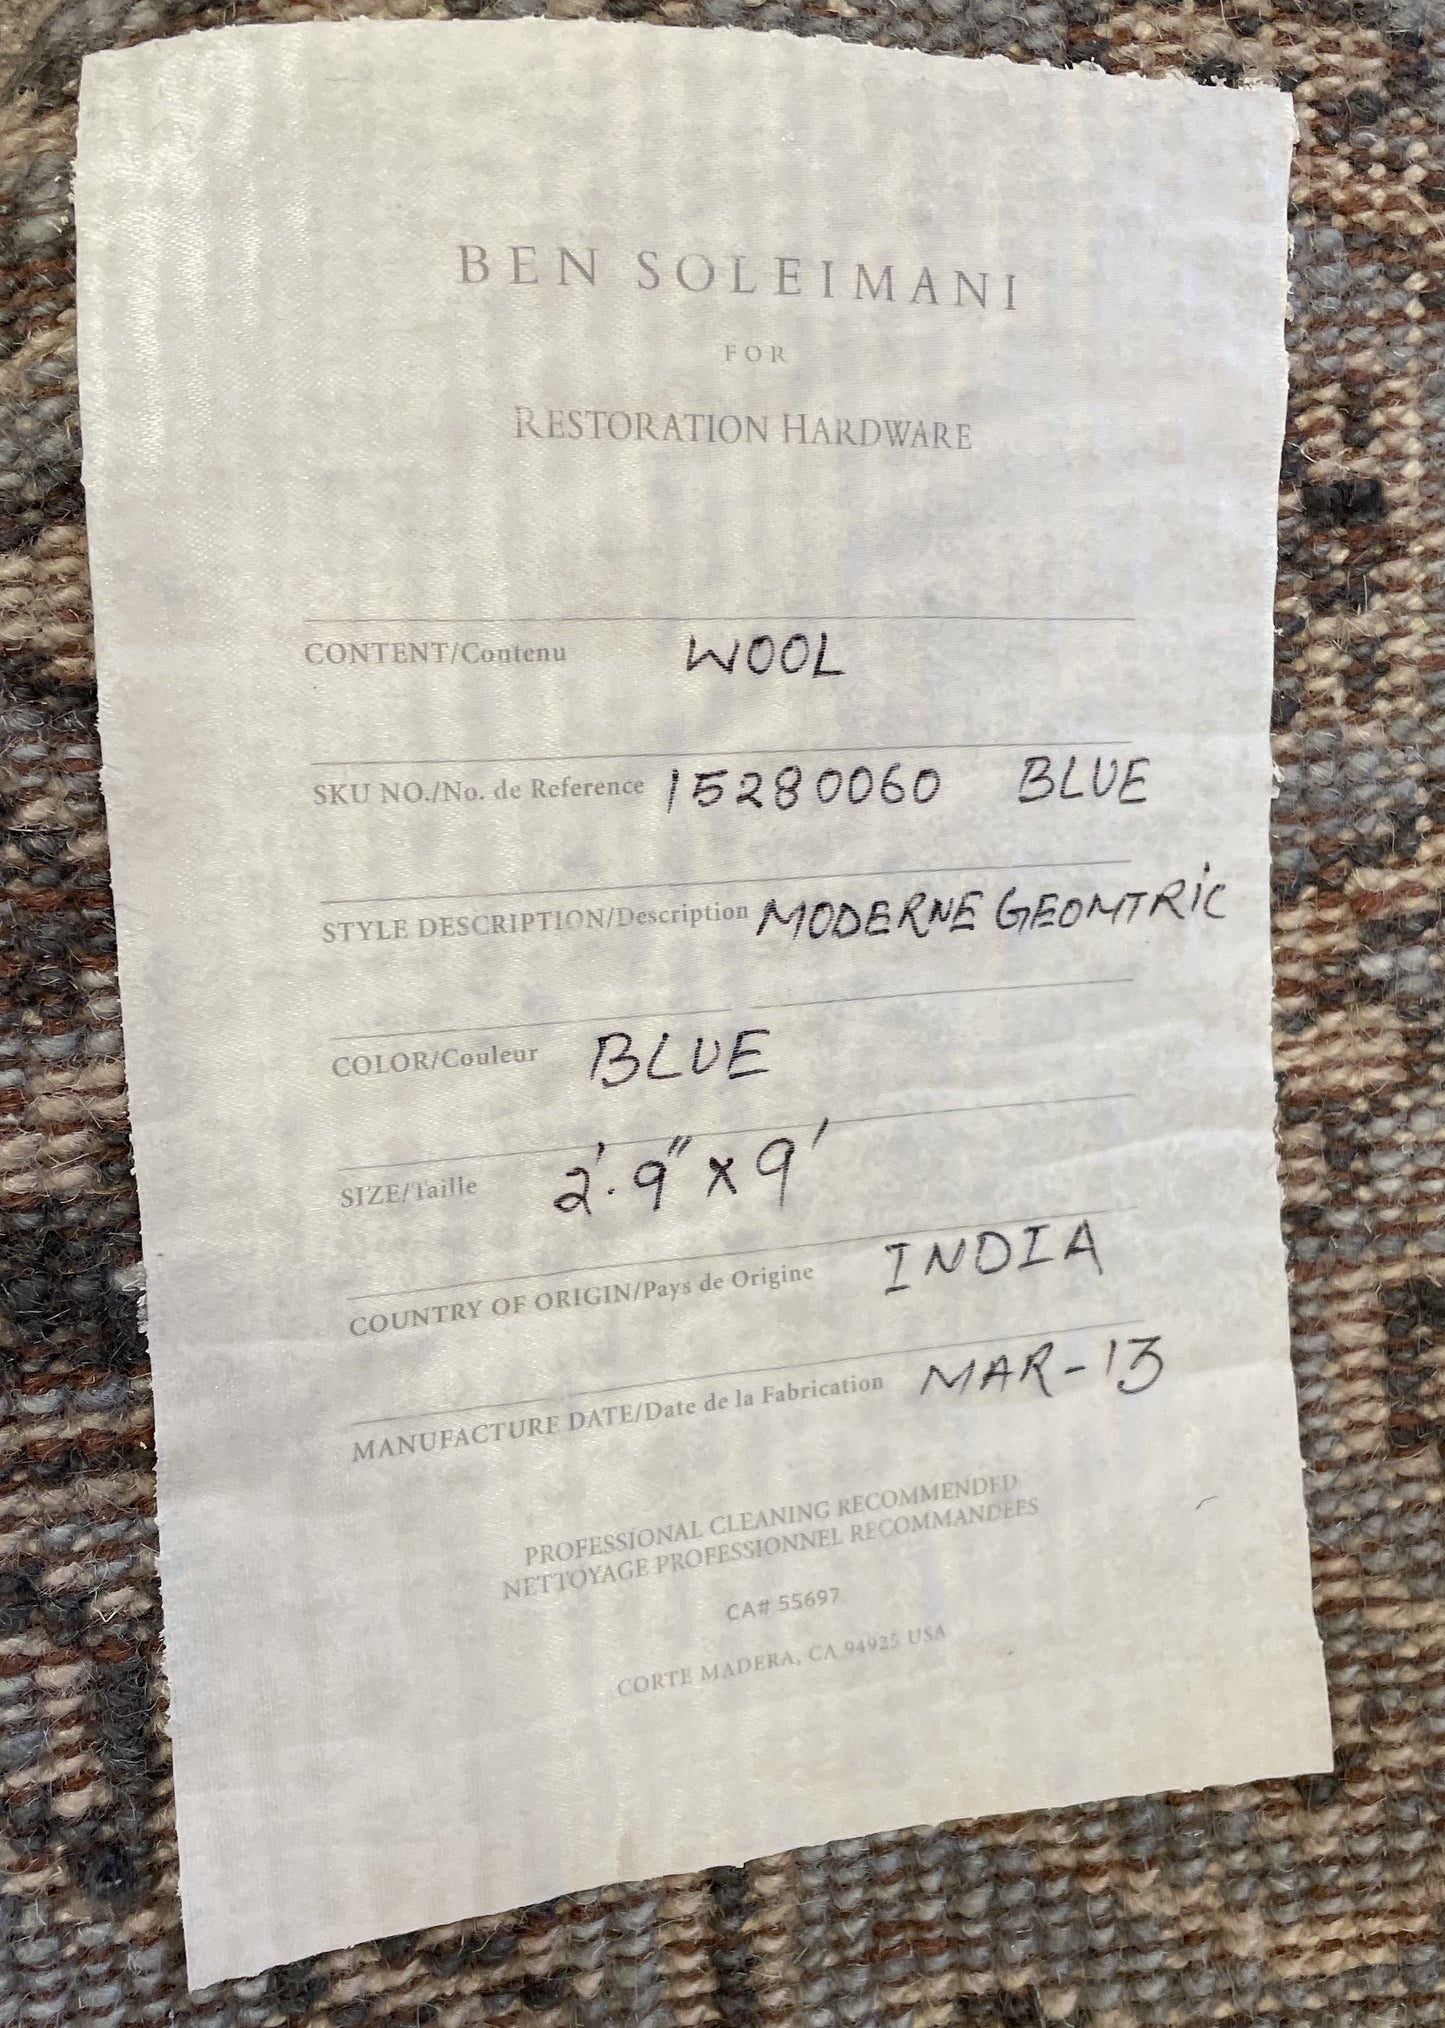 BEN SOLEIMANI
FOR
RESTORATION HARDWARE
CONTENT/Contenu WOOL
SKU NO./No. de Reference 15280060 BLUE
STYLE DESCRIPTION/Description MODERNE GEOMTRIC
COLOR/Couleur BLUE
SIZE/Taille 2'.9" x 9'
COUNTRY OF ORIGIN/Pays de Origine INDIA
MANUFACTURE DATE/Date de la Fabrication MAR-13
PROFESSIONAL CLEANING RECOMMENDED
NETTOYAGE PROFESSIONNEL RECOMMANDEES
CA# 55697
CORTE MADERA, CA 94925 USA